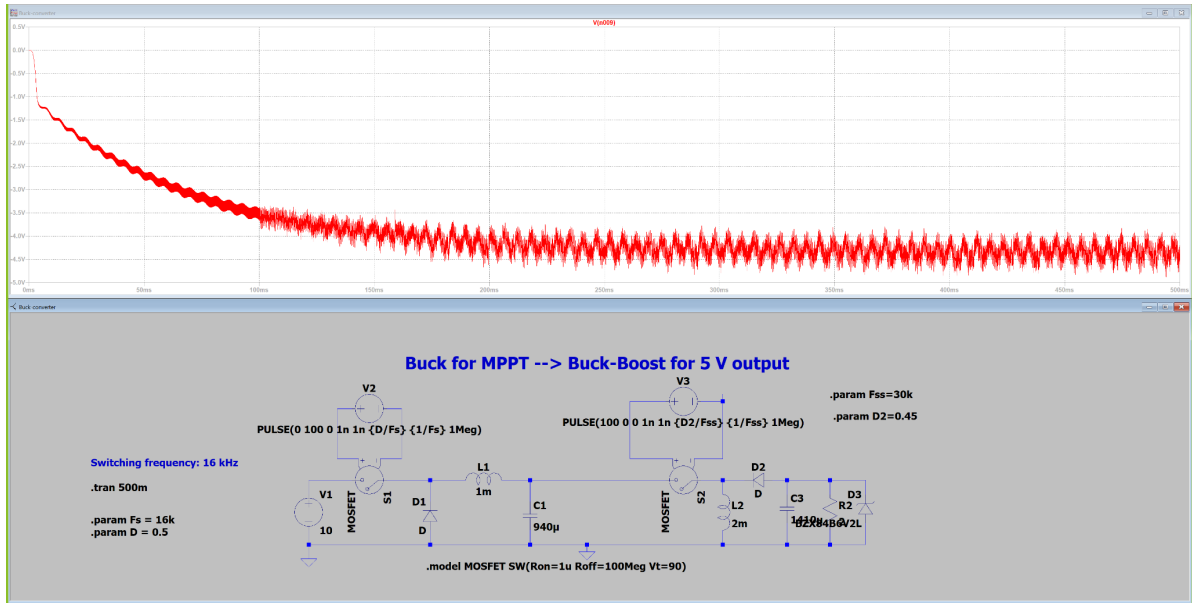 Buck converter
V(n009)
0.5V
0.0V
-0.5V
-1.0V
-1.5V
-2.0V
-2.5V
-3.0V
-3.5V
-4.0V
-4.5V
-5.0V
0ms 50ms 100ms 150ms 200ms 250ms 300ms 350ms 400ms 450ms 500ms
Buck converter
Buck for MPPT --> Buck-Boost for 5 V output
V2
V3
.param Fss=30k
.param D2=0.45
PULSE(0 100 0 1n 1n {D/Fs} {1/Fs} 1Meg)
PULSE(100 0 0 1n 1n {D2/Fss} {1/Fss} 1Meg)
Switching frequency: 16 kHz
.tran 500m
.param Fs = 16k
.param D = 0.5
V1
10
MOSFET
S1
D1
D
L1
1m
C1
940µ
MOSFET
S2
L2
2m
D2
D
C3
1410µ
R2
D3
BZX84B6V2L
.model MOSFET SW(Ron=1u Roff=100Meg Vt=90)